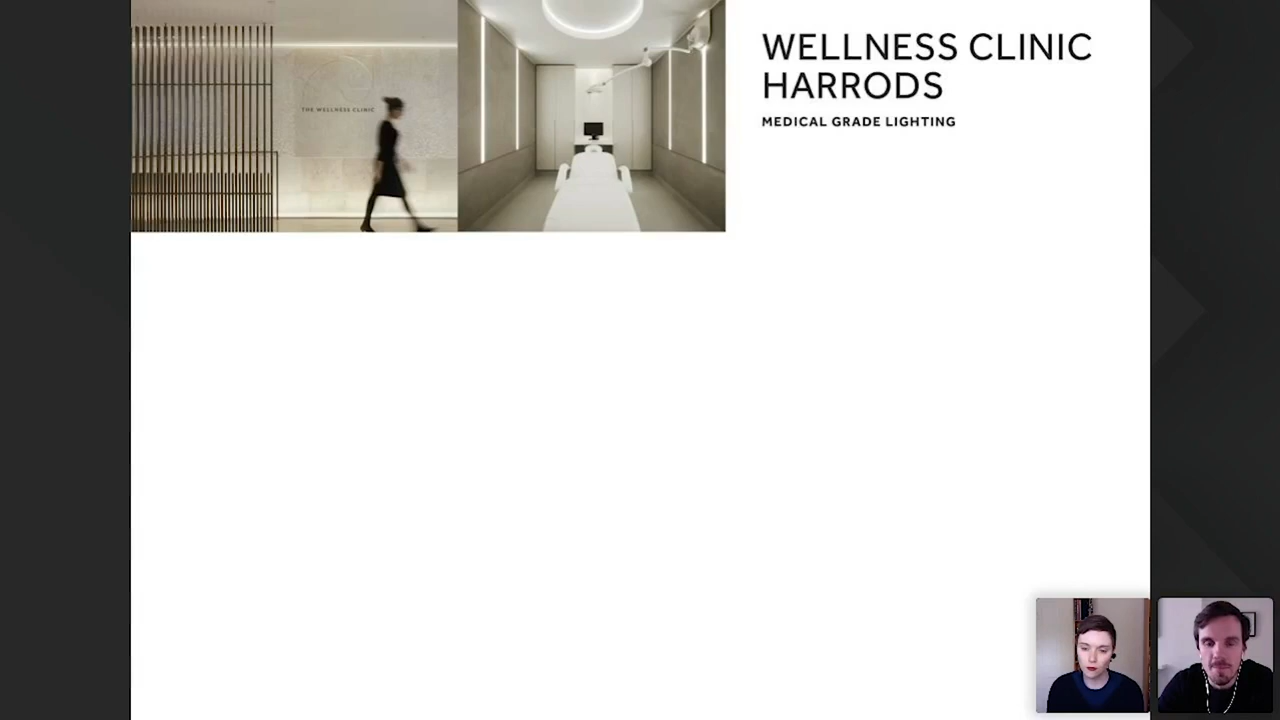 THE WELLNESS CLINIC
WELLNESS CLINIC
HARRODS
MEDICAL GRADE LIGHTING